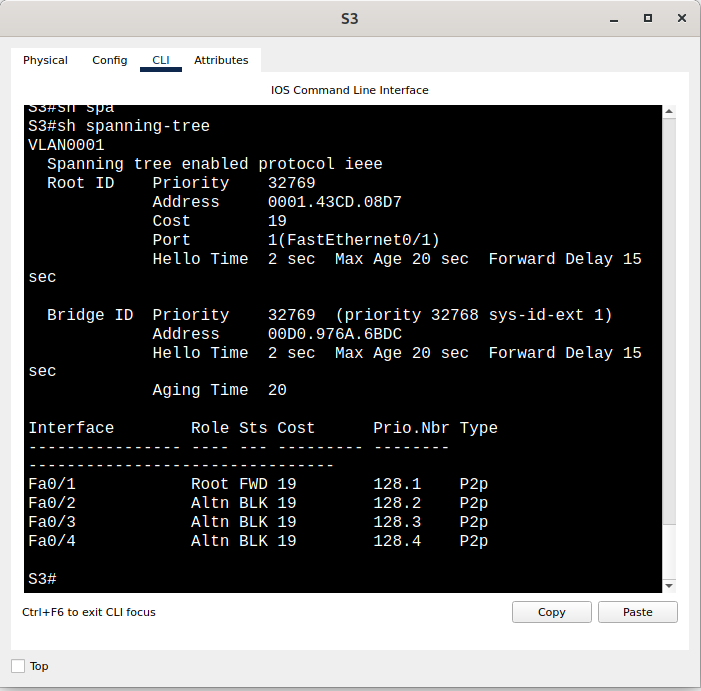 S3
Physical Config CLI Attributes
IOS Command Line Interface
S3#sh spa
S3#sh spanning-tree
VLAN0001
  Spanning tree enabled protocol ieee
  Root ID    Priority    32769
             Address     0001.43CD.08D7
             Cost        19
             Port        1(FastEthernet0/1)
             Hello Time  2 sec  Max Age 20 sec  Forward Delay 15
sec
  Bridge ID  Priority    32769  (priority 32768 sys-id-ext 1)
             Address     00D0.976A.6BDC
             Hello Time  2 sec  Max Age 20 sec  Forward Delay 15
sec
             Aging Time  20
Interface        Role Sts Cost      Prio.Nbr Type
---------------- ---- --- --------- --------
--------------------------------
Fa0/1            Root FWD 19        128.1    P2p
Fa0/2            Altn BLK 19        128.2    P2p
Fa0/3            Altn BLK 19        128.3    P2p
Fa0/4            Altn BLK 19        128.4    P2p
S3#
Ctrl+F6 to exit CLI focus Copy Paste
Top